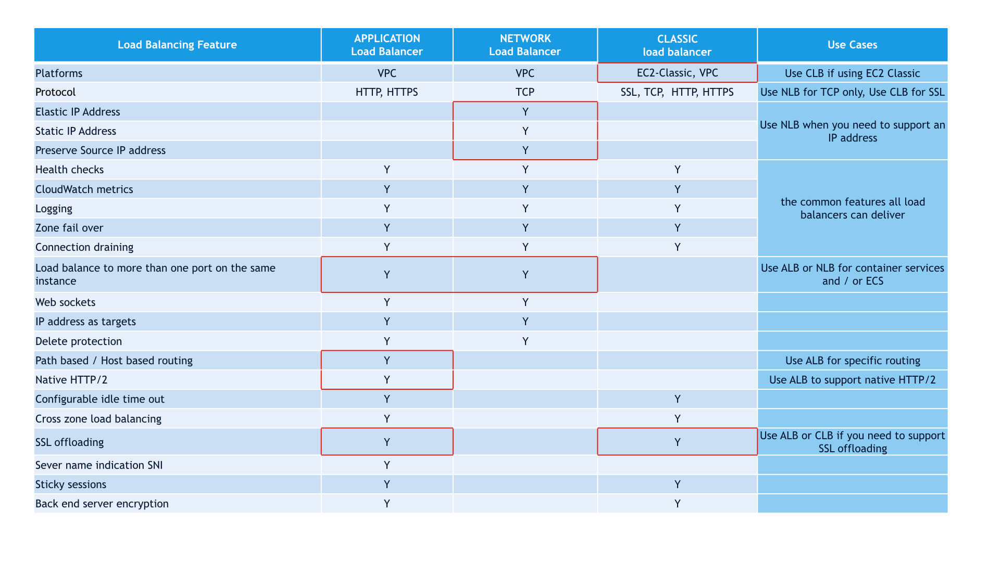 Load Balancing Feature
APPLICATION
Load Balancer
NETWORK
Load Balancer
CLASSIC
load balancer
Use Cases
Platforms VPC VPC EC2-Classic, VPC Use CLB if using EC2 Classic
Protocol HTTP, HTTPS TCP SSL, TCP,  HTTP, HTTPS Use NLB for TCP only, Use CLB for SSL
Elastic IP Address Y
Static IP Address Y
Preserve Source IP address Y
Use NLB when you need to support an
IP address
Health checks Y Y Y
CloudWatch metrics Y Y Y
Logging Y Y Y
Zone fail over Y Y Y
Connection draining Y Y Y
the common features all load
balancers can deliver
Load balance to more than one port on the same
instance
Y Y
Use ALB or NLB for container services
and / or ECS
Web sockets Y Y
IP address as targets Y Y
Delete protection Y Y
Path based / Host based routing Y Use ALB for specific routing
Native HTTP/2 Y Use ALB to support native HTTP/2
Configurable idle time out Y Y
Cross zone load balancing Y Y
SSL offloading Y Y
Use ALB or CLB if you need to support
SSL offloading
Sever name indication SNI Y
Sticky sessions Y Y
Back end server encryption Y Y